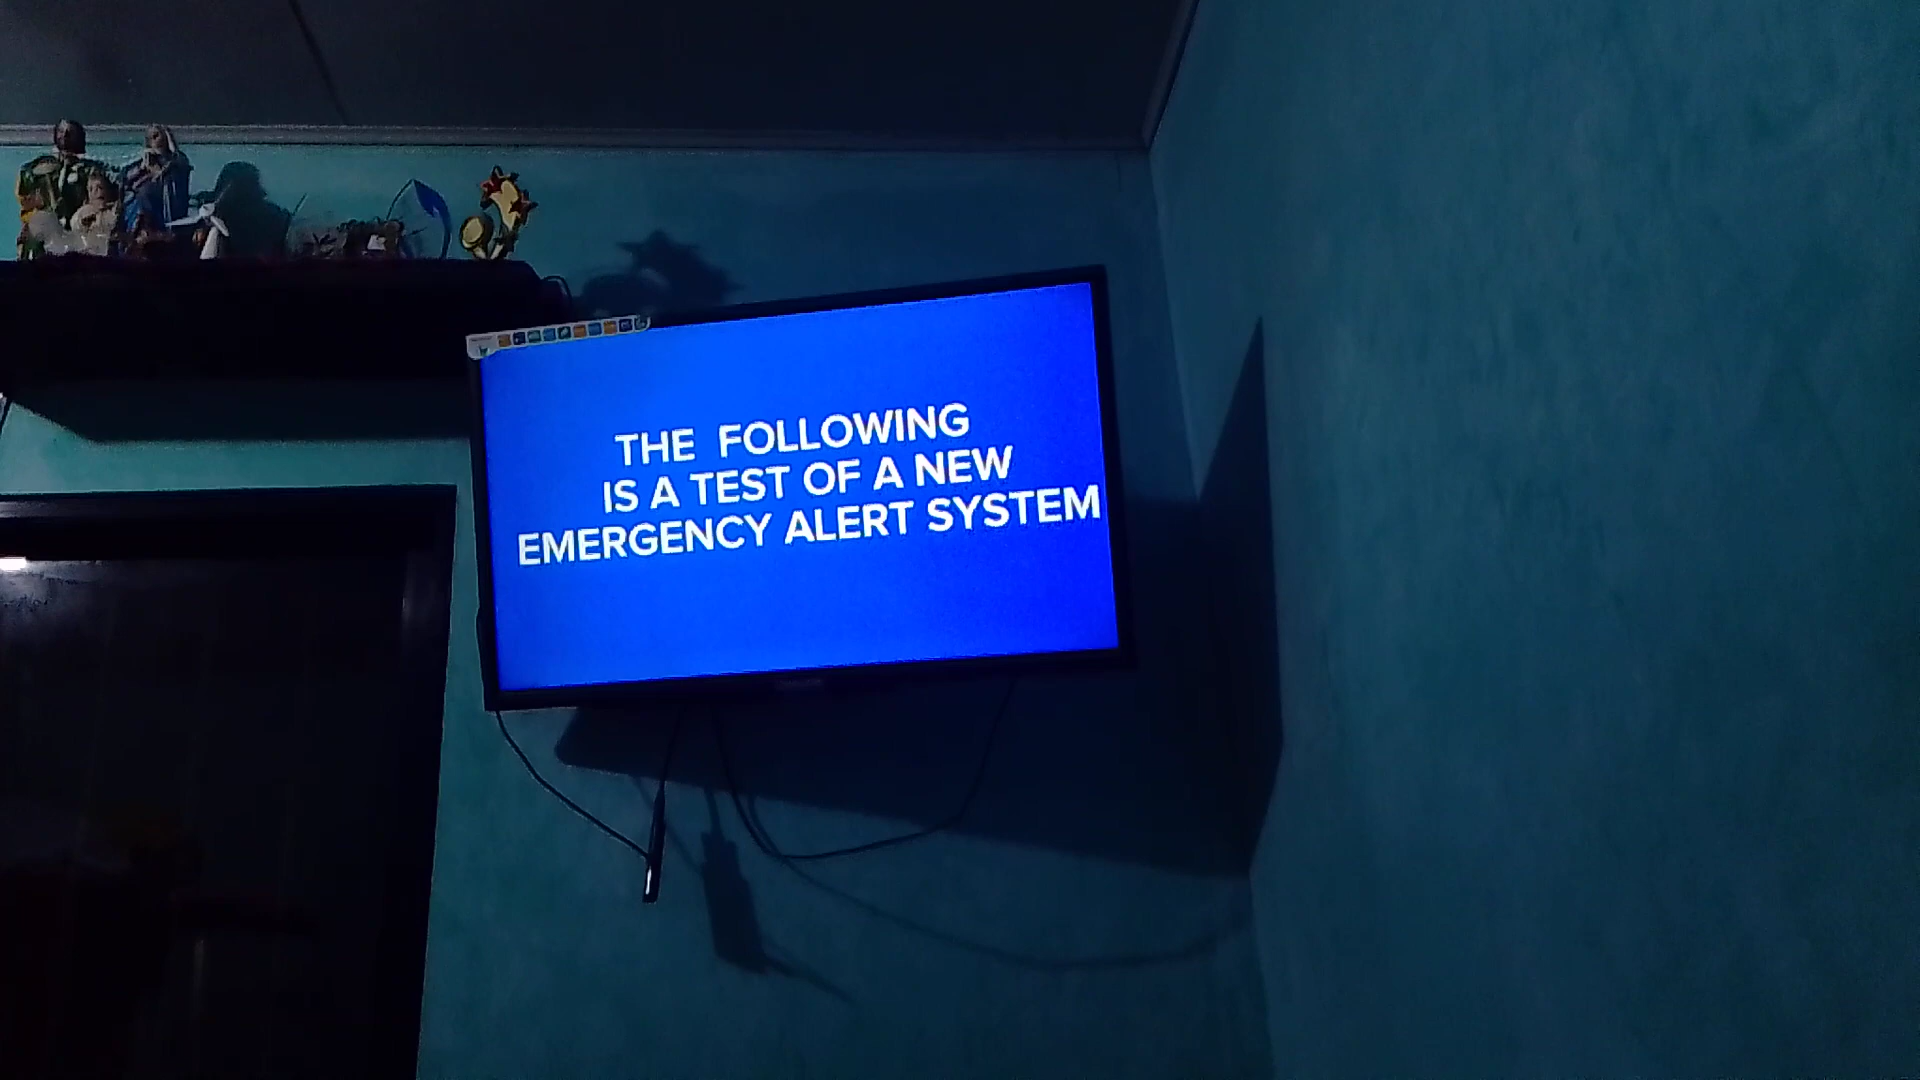 THE FOLLOWING
IS A TEST OF A NEW
EMERGENCY ALERT SYSTEM